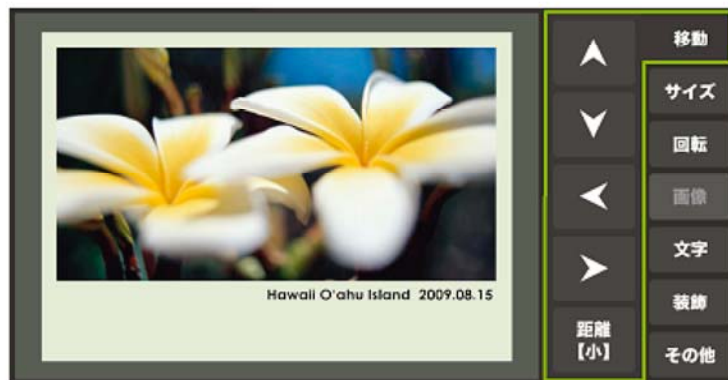 Hawaii O'ahu Island 2009.08.15
移動
サイズ
回転
画像
文字
装飾
その他
距離
【小】